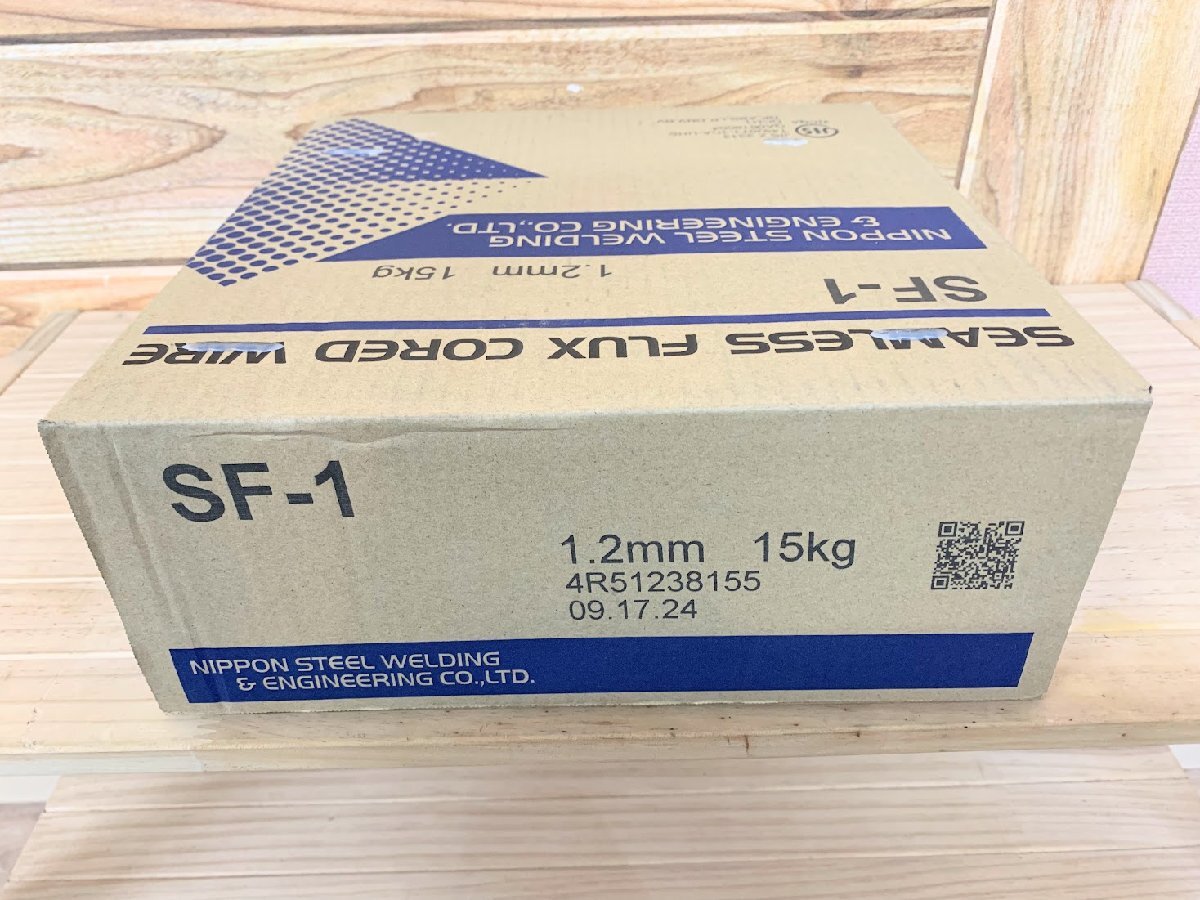 SEAMLESS FLUX CORED WIRE
SF-1
1.2mm 15kg
NIPPON STEEL WELDING
& ENGINEERING CO.,LTD.
JIS
SF-1
1.2mm 15kg
4R51238155
09.17.24
NIPPON STEEL WELDING
& ENGINEERING CO.,LTD.